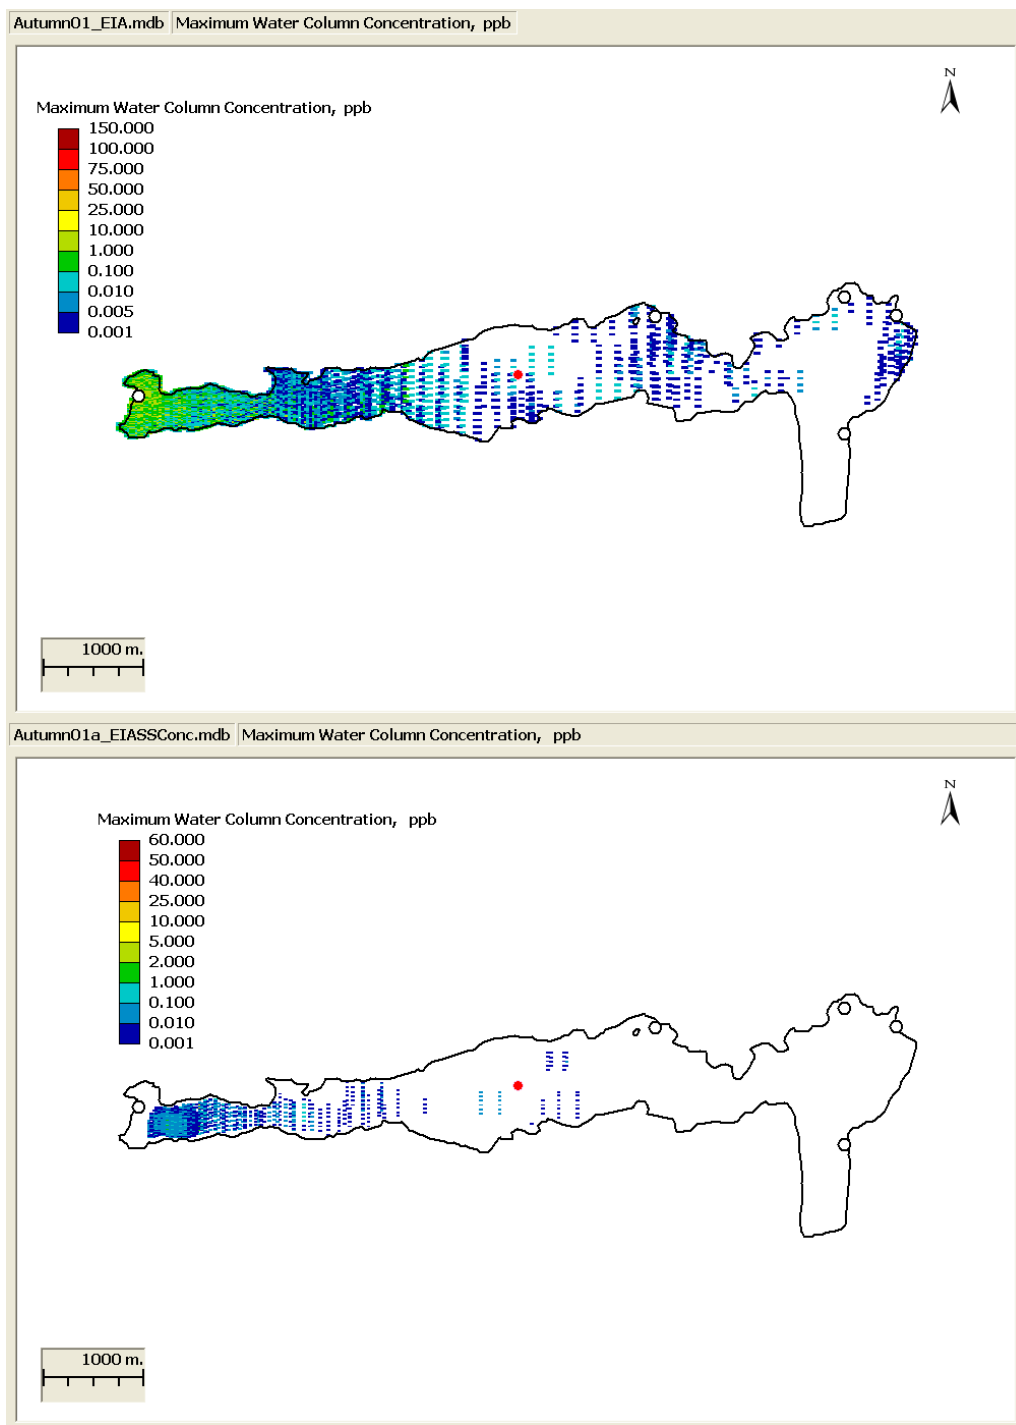 Autumn01_EIA.mdb Maximum Water Column Concentration, ppb
N
Maximum Water Column Concentration, ppb
150.000
100.000
75.000
50.000
25.000
10.000
1.000
0.100
0.010
0.005
0.001
1000 m.
Autumn01a_EIASSConc.mdb Maximum Water Column Concentration, ppb
N
Maximum Water Column Concentration, ppb
60.000
50.000
40.000
25.000
10.000
5.000
2.000
1.000
0.100
0.010
0.001
1000 m.